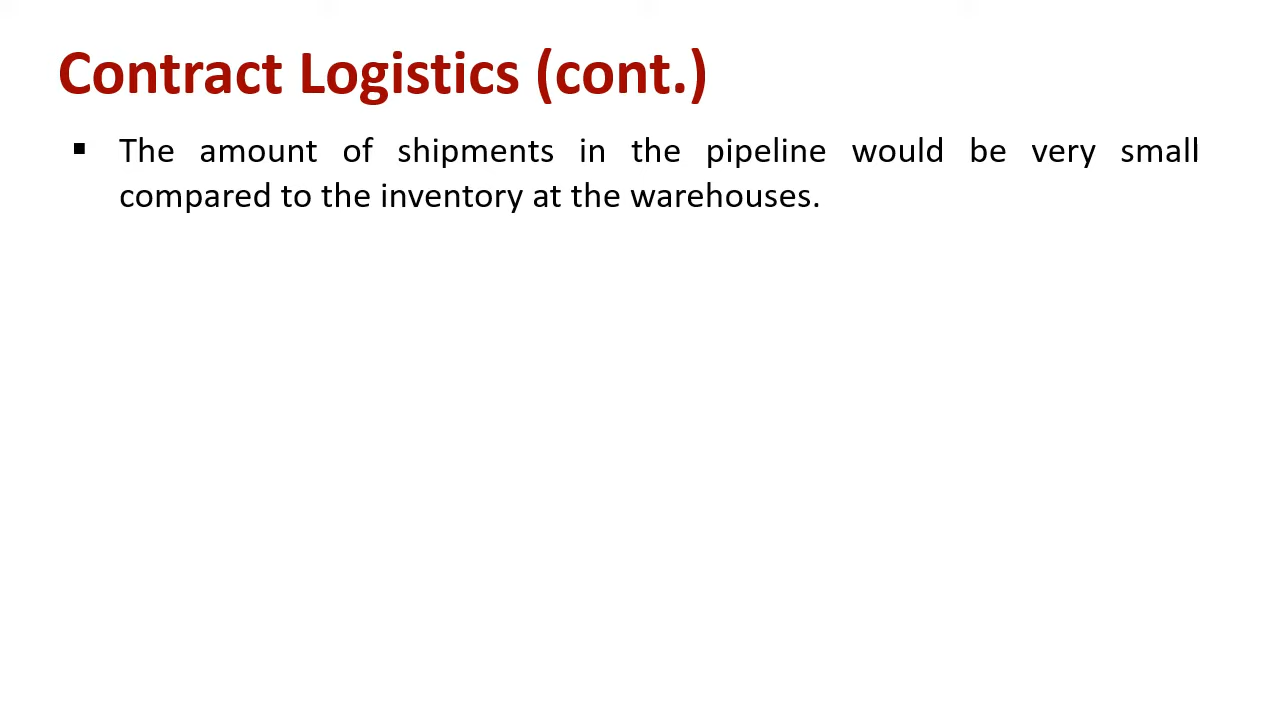 Contract Logistics (cont.)
▪ The amount of shipments in the pipeline would be very small
compared to the inventory at the warehouses.